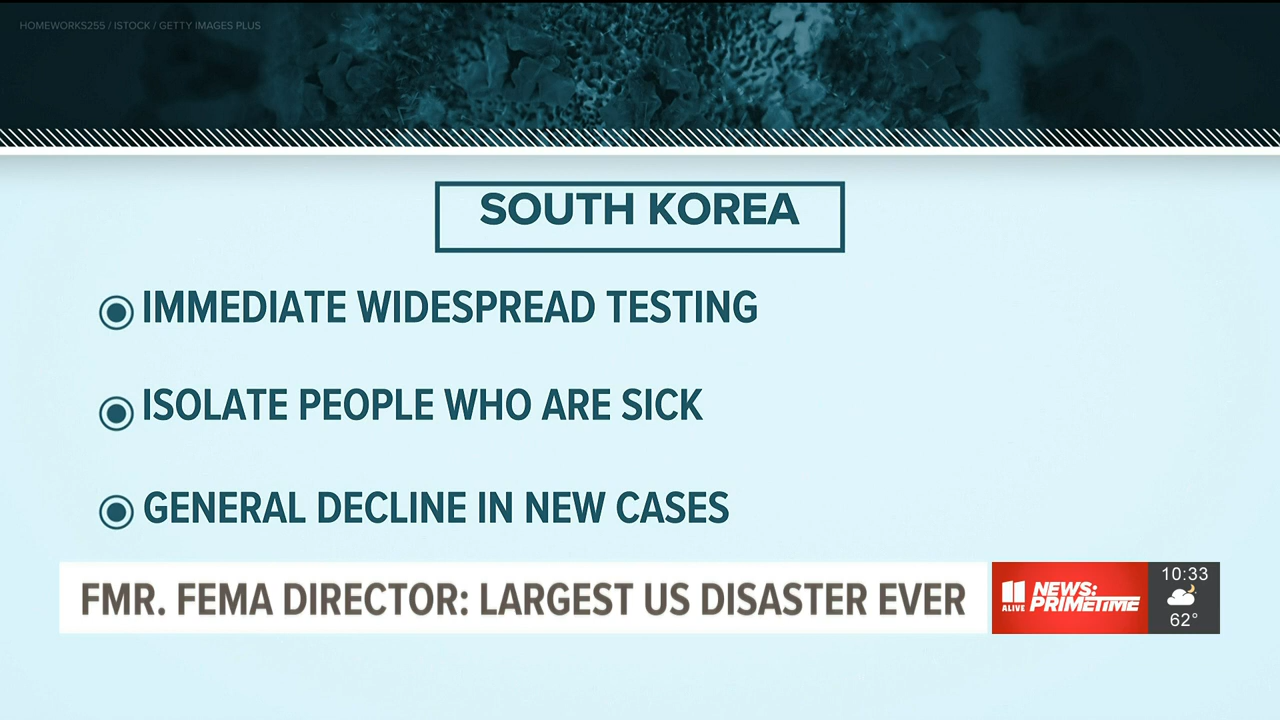 HOMEWORKS255 / ISTOCK / GETTY IMAGES PLUS
SOUTH KOREA
IMMEDIATE WIDESPREAD TESTING
ISOLATE PEOPLE WHO ARE SICK
GENERAL DECLINE IN NEW CASES
FMR. FEMA DIRECTOR: LARGEST US DISASTER EVER
11 ALIVE
NEWS:
PRIMETIME
10:33
62°